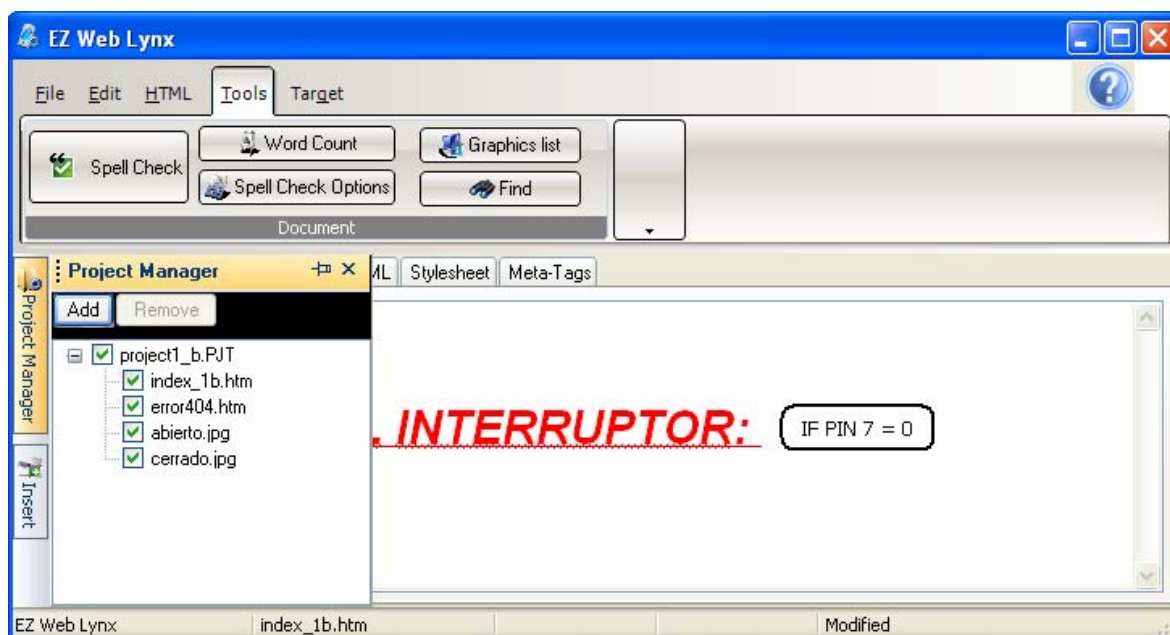 EZ Web Lynx
File Edit HTML Tools Target
Spell Check
Word Count
Spell Check Options
Graphics list
Find
Document
Project Manager
Insert
Project Manager
Add Remove
project1_b.PJT
index_1b.htm
error404.htm
abierto.jpg
cerrado.jpg
Stylesheet Meta-Tags
INTERRUPTOR:
IF PIN 7 = 0
EZ Web Lynx index_1b.htm Modified